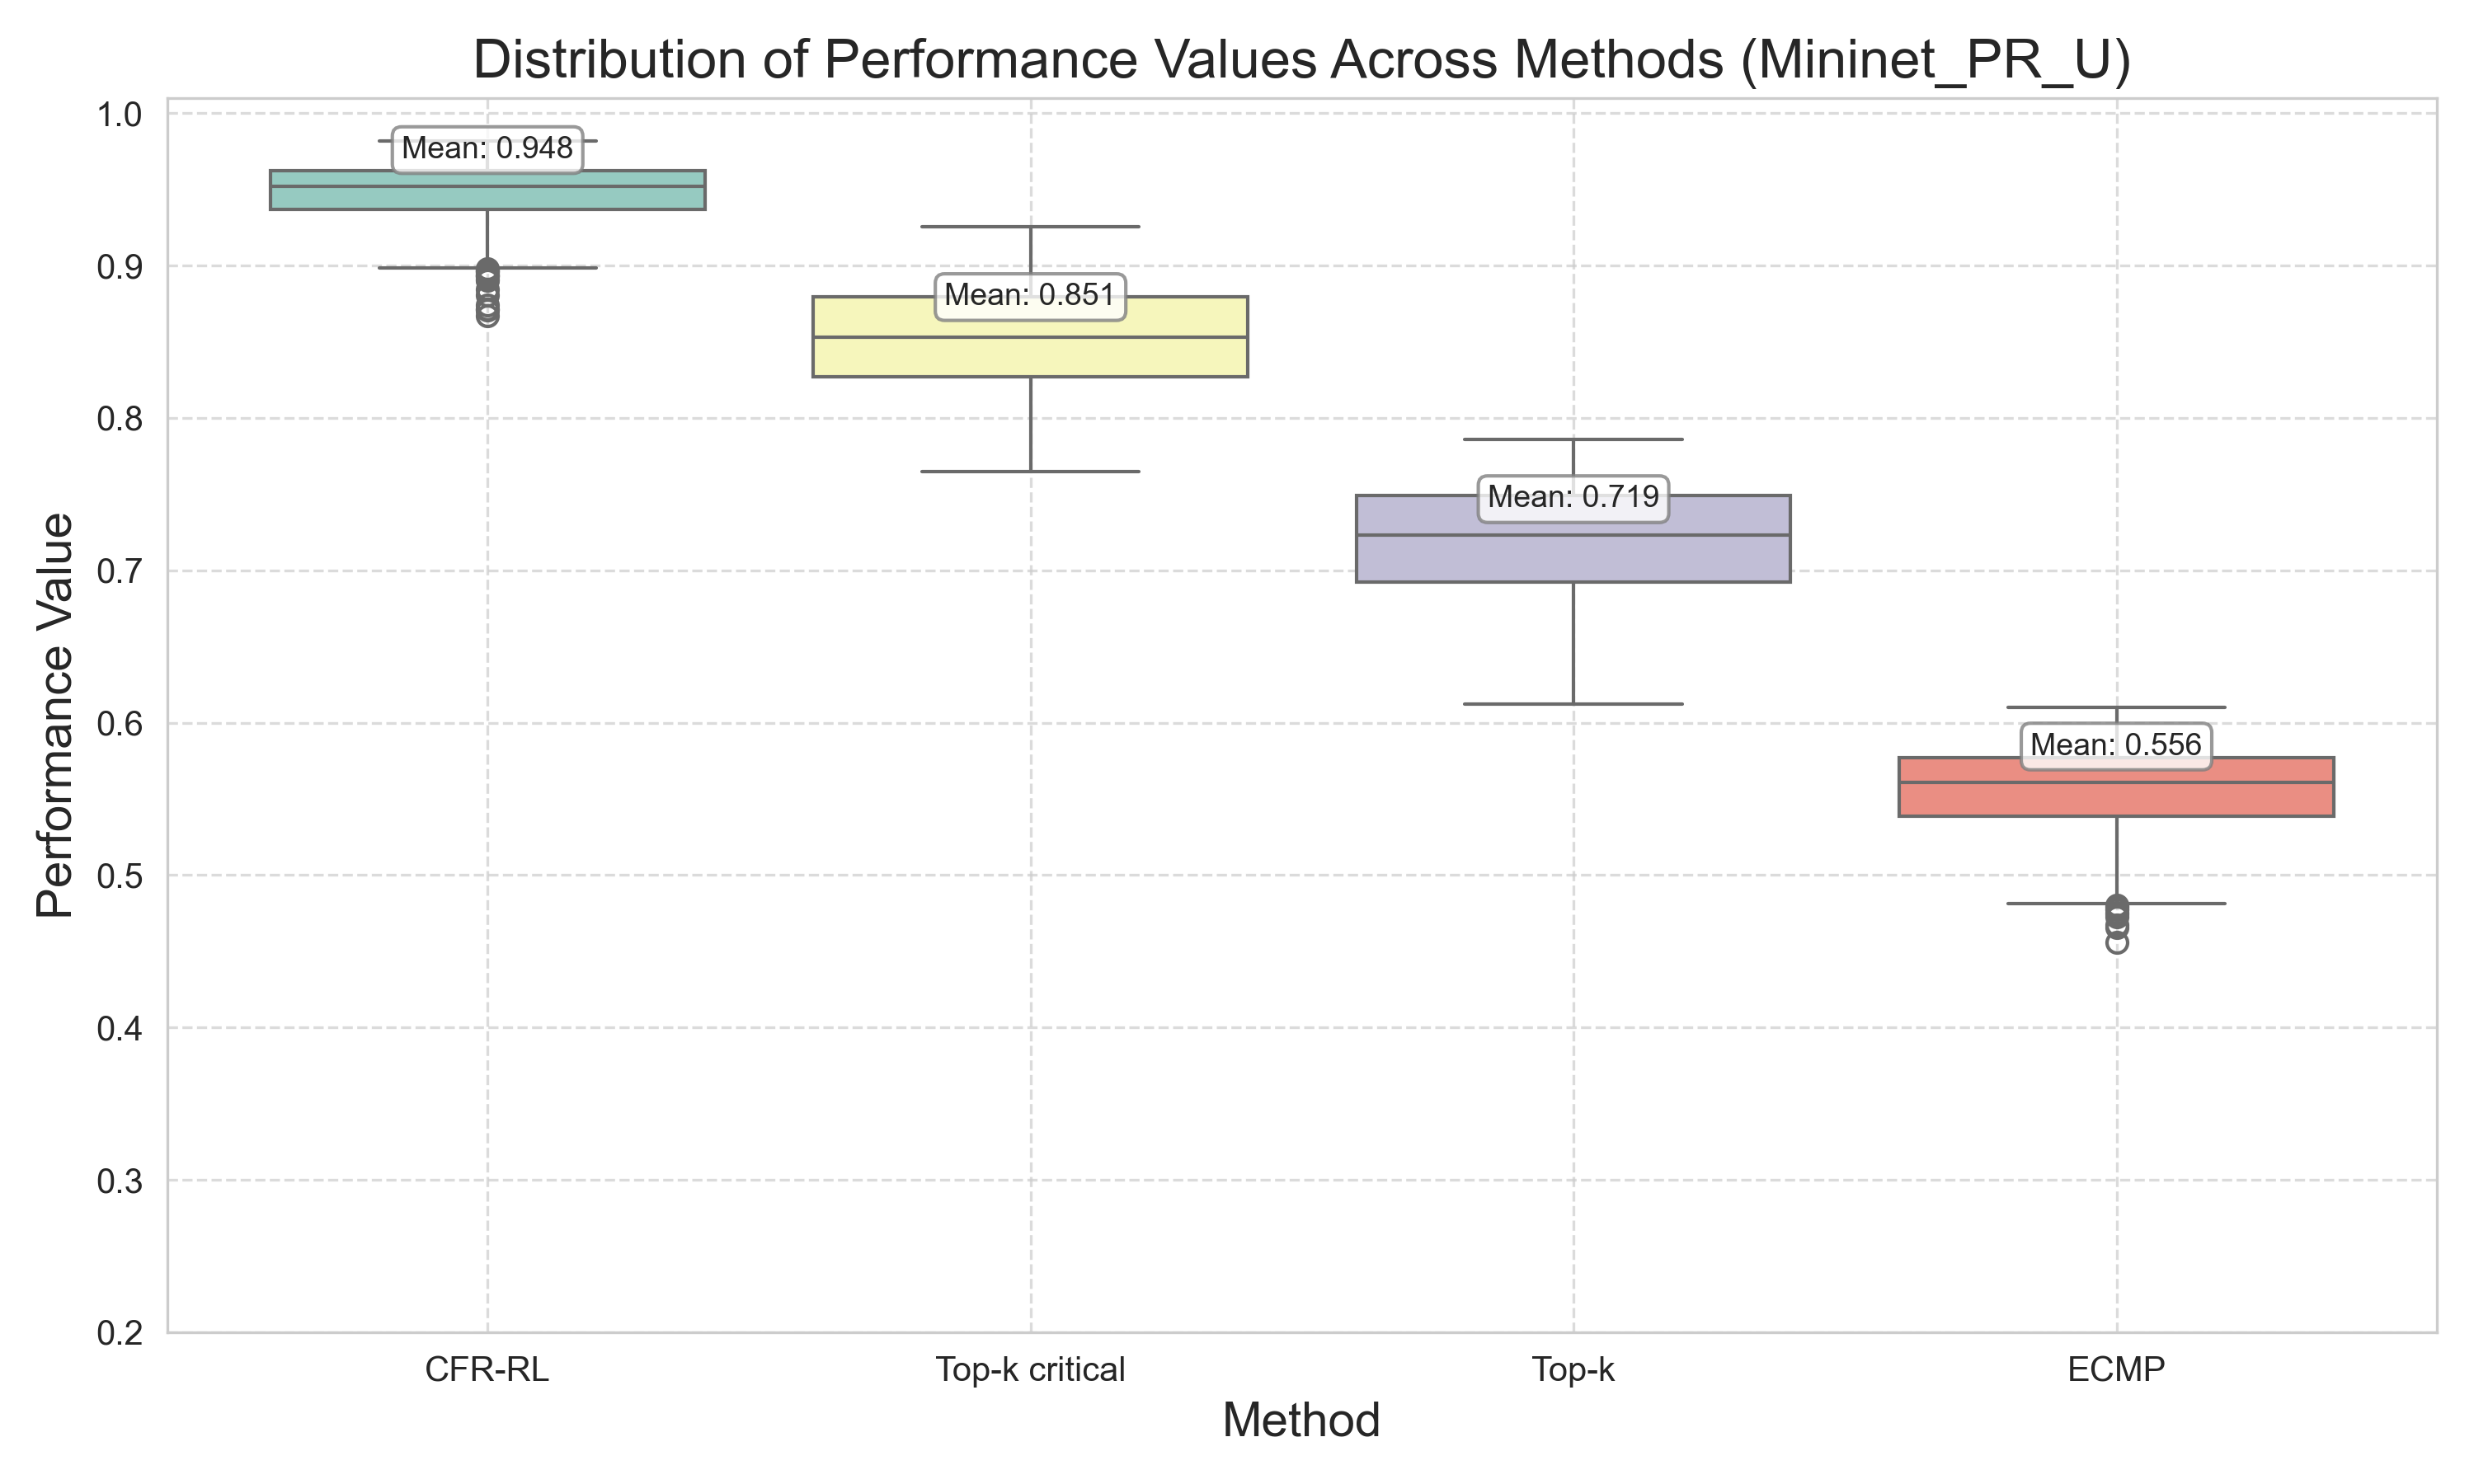 Distribution of Performance Values Across Methods (Mininet_PR_U)
1.0
Mean: 0.948
0.9
Mean: 0.851
0.8
Mean: 0.719
0.7
0.6
Mean: 0.556
0.5
0.4
0.3
0.2
Performance Value
CFR-RL
Top-k critical
Top-k
ECMP
Method